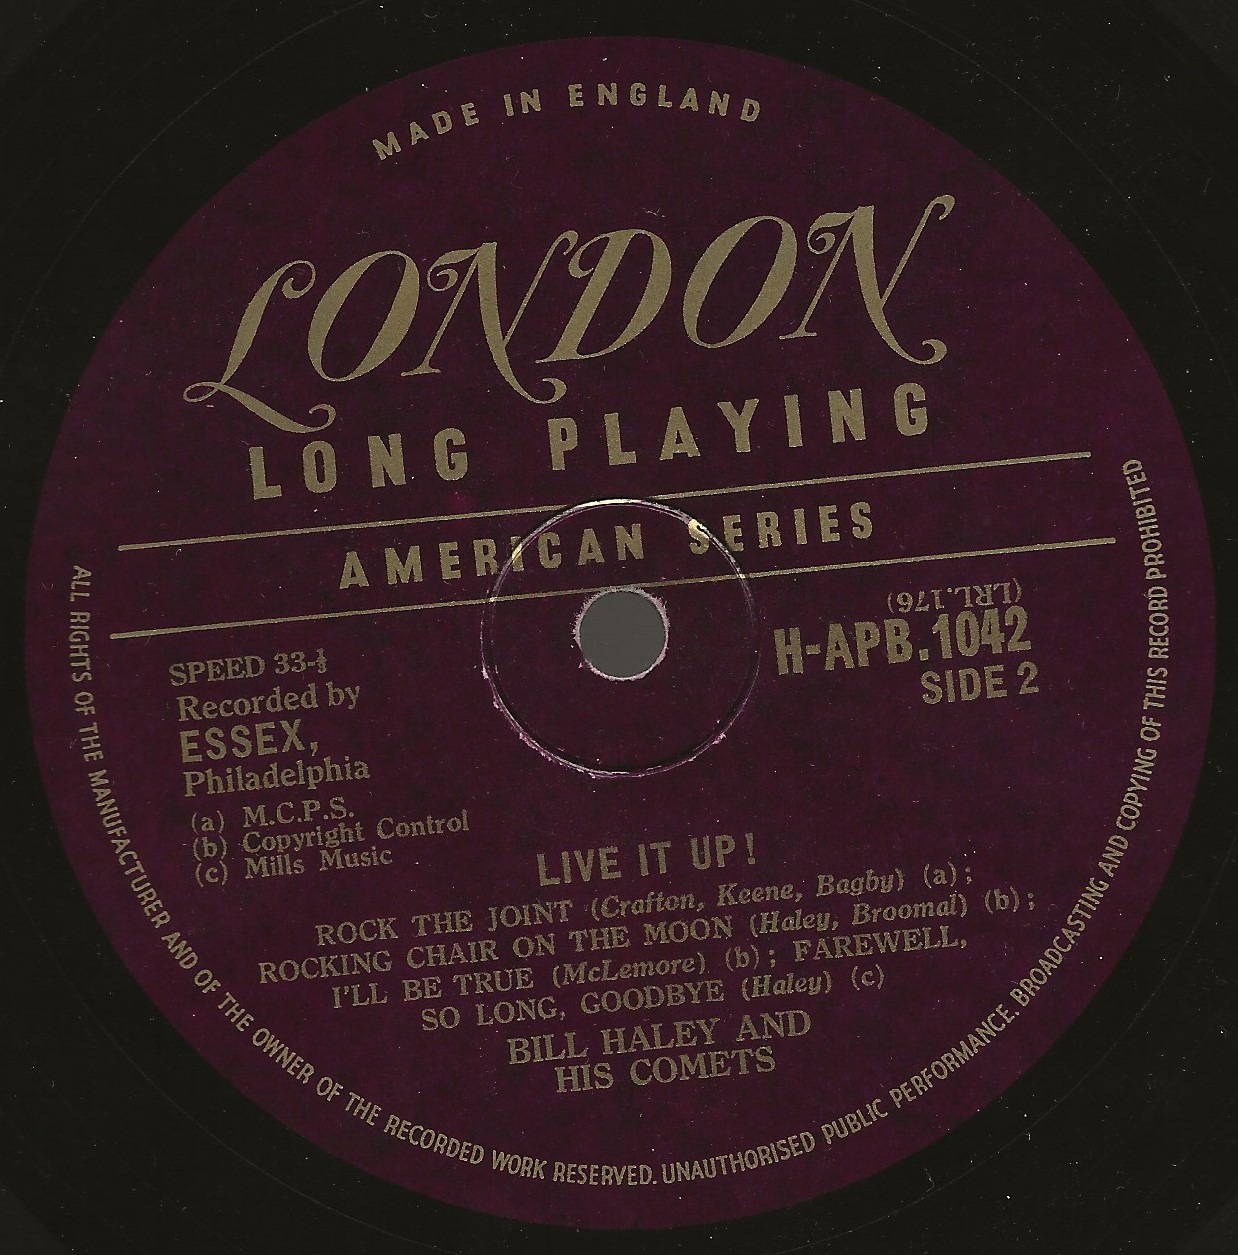 MADE IN ENGLAND
LONDON
LONG PLAYING
AMERICAN SERIES
(LRL.176)
H-APB.1042
SIDE 2
SPEED 33-⅓
Recorded by
ESSEX,
Philadelphia
(a) M.C.P.S.
(b) Copyright Control
(c) Mills Music
LIVE IT UP!
ROCK THE JOINT (Crafton, Keene, Bagby) (a);
ROCKING CHAIR ON THE MOON (Haley, Broomal) (b);
I'LL BE TRUE (McLemore) (b); FAREWELL,
SO LONG, GOODBYE (Haley) (c)
BILL HALEY AND
HIS COMETS
ALL RIGHTS OF THE MANUFACTURER AND OF THE OWNER OF THE RECORDED WORK RESERVED. UNAUTHORISED PUBLIC PERFORMANCE. BROADCASTING AND COPYING OF THIS RECORD PROHIBITED